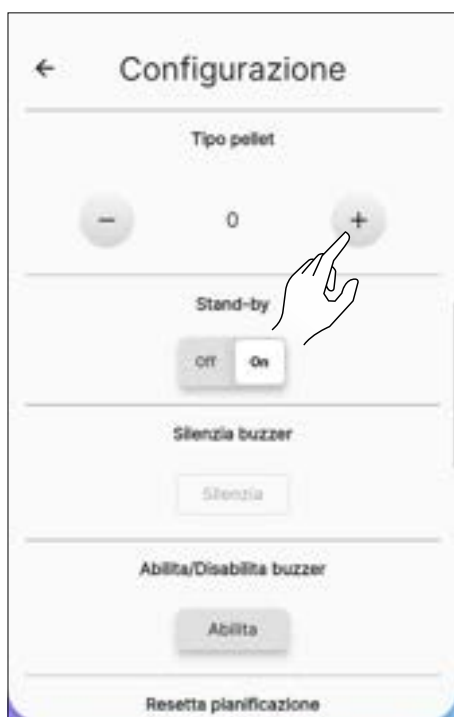 ← Configurazione
Tipo pellet
− 0 +
Stand-by
Off On
Silenzia buzzer
Silenzia
Abilita/Disabilita buzzer
Abilita
Resetta pianificazione